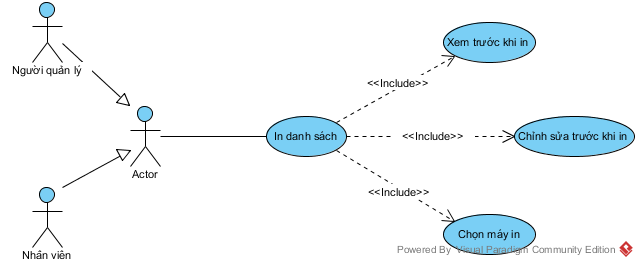 Người quản lý
Xem trước khi in
<<Include>>
In danh sách
<<Include>>
Chỉnh sửa trước khi in
Actor
<<Include>>
Nhân viên
Chọn máy in
Powered By Visual Paradigm Community Edition